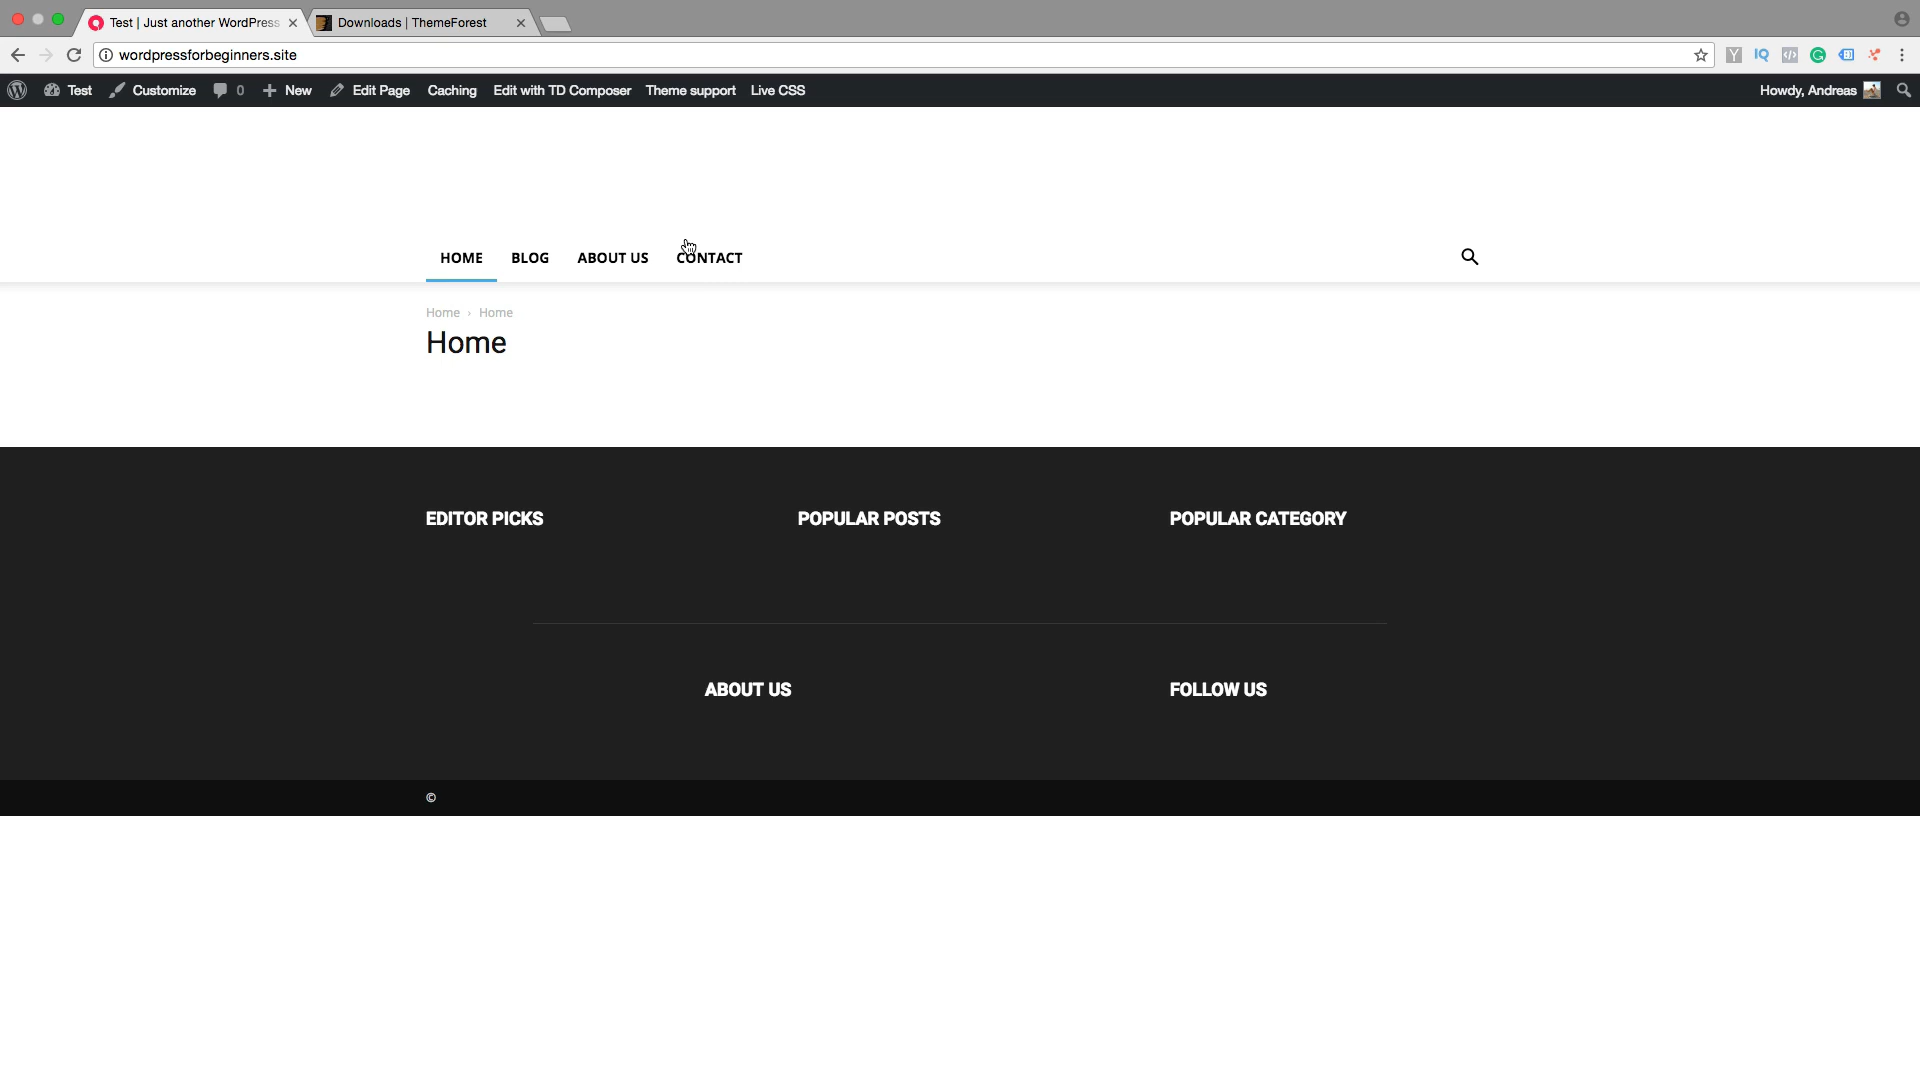 Test | Just another WordPress
Downloads | ThemeForest
wordpressforbeginners.site
Test Customize 0 New Edit Page Caching Edit with TD Composer Theme support Live CSS Howdy, Andreas
HOME BLOG ABOUT US CONTACT
Home › Home
Home
EDITOR PICKS POPULAR POSTS POPULAR CATEGORY
ABOUT US FOLLOW US
©